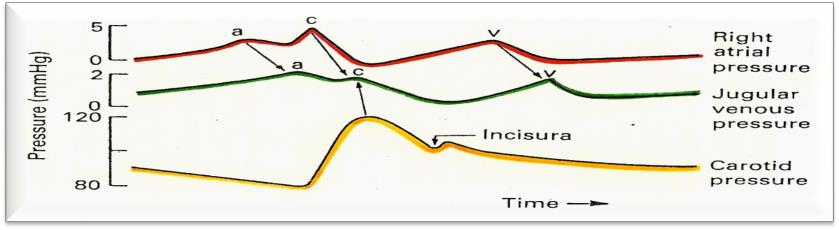 Pressure (mmHg)
5
0
a
c
v
Right
atrial
pressure
2
0
a
c
v
Jugular
venous
pressure
120
80
Incisura
Carotid
pressure
Time